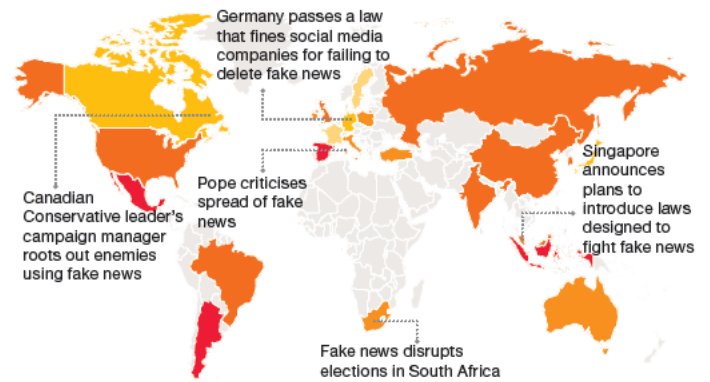 Germany passes a law
that fines social media
companies for failing to
delete fake news
Singapore
announces
plans to
introduce laws
designed to
fight fake news
Pope criticises
spread of fake
news
Canadian
Conservative leader's
campaign manager
roots out enemies
using fake news
Fake news disrupts
elections in South Africa